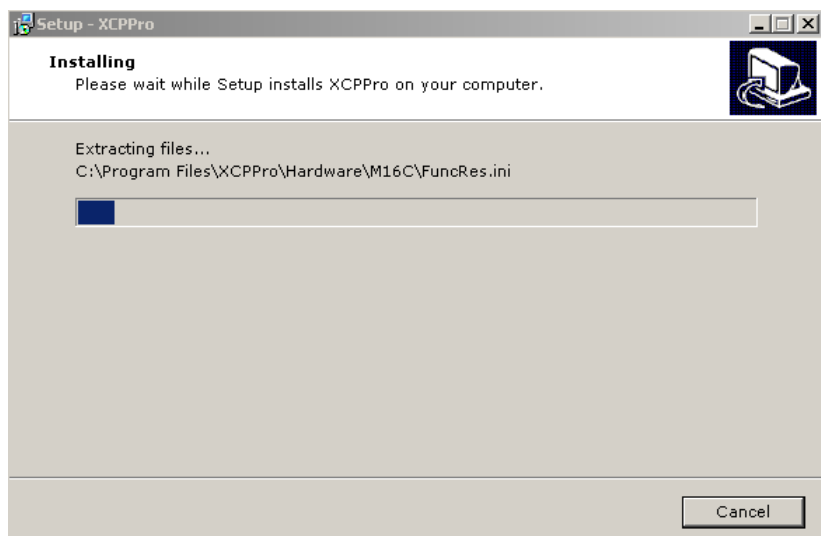 Setup - XCPPro
Installing
Please wait while Setup installs XCPPro on your computer.
Extracting files...
C:\Program Files\XCPPro\Hardware\M16C\FuncRes.ini
Cancel